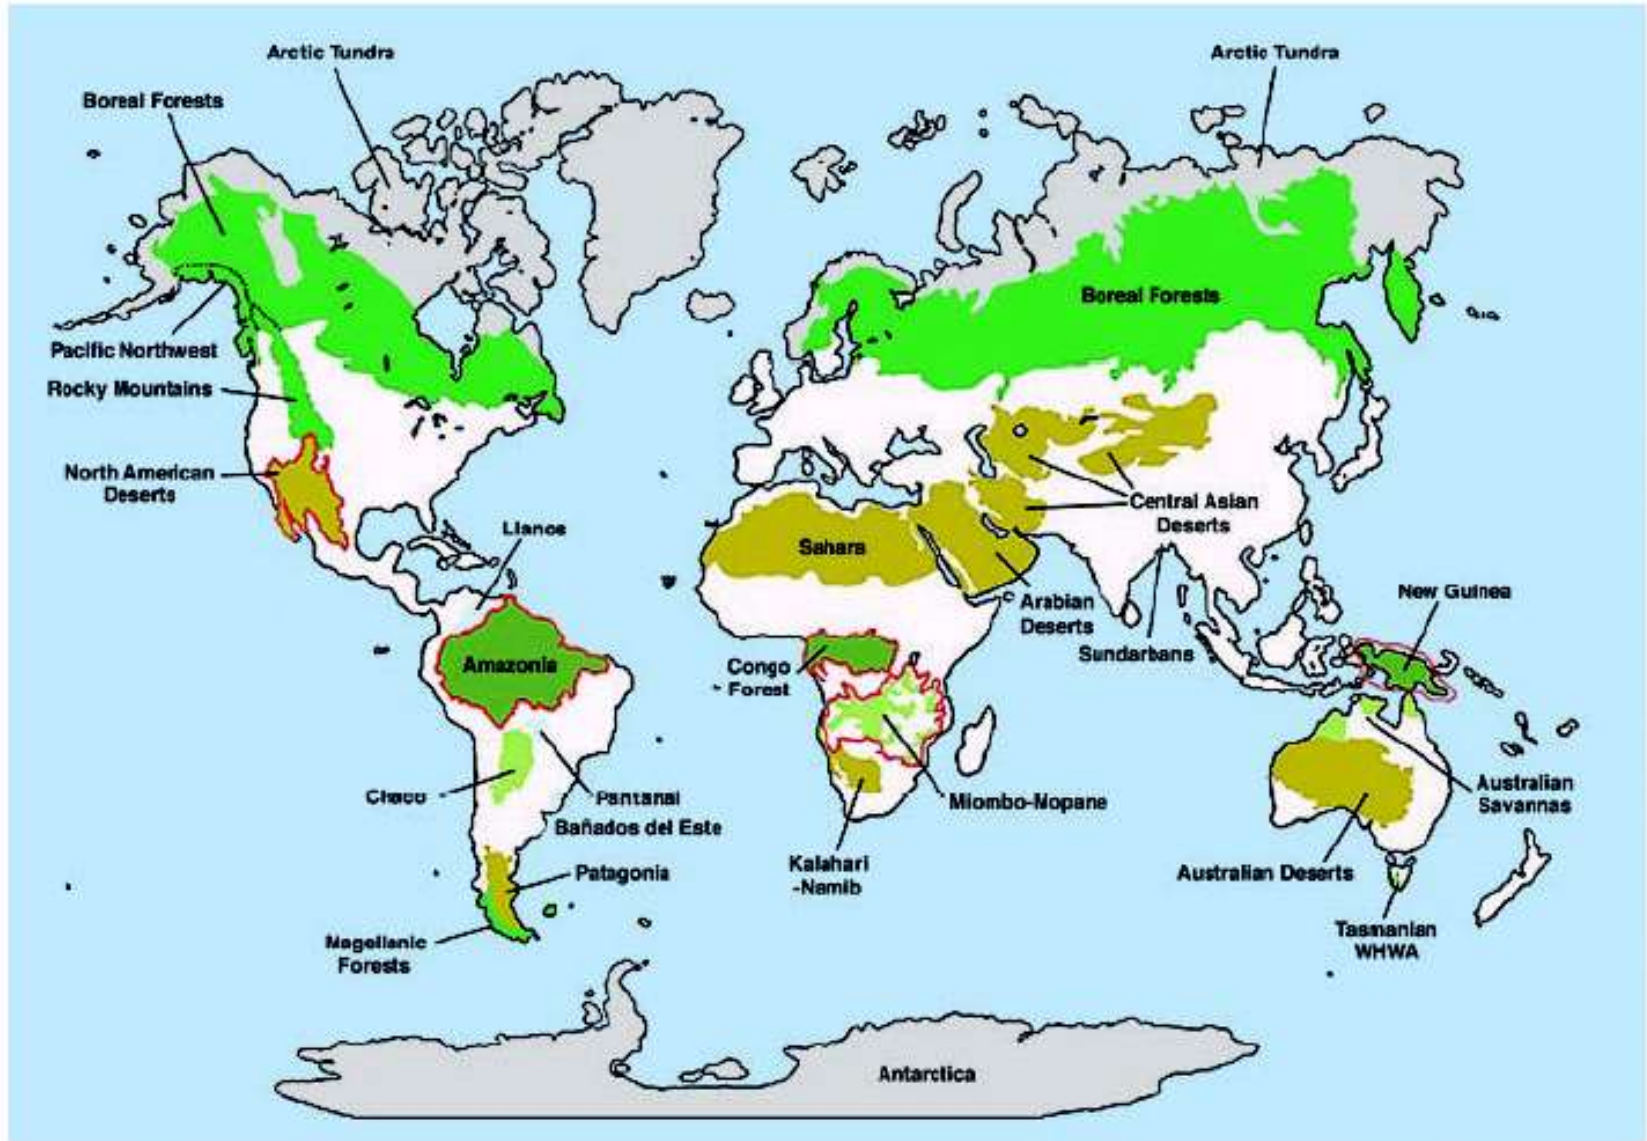 Arctic Tundra
Arctic Tundra
Boreal Forests
Boreal Forests
Pacific Northwest
Rocky Mountains
North American
Deserts
Llanos
Central Asian
Deserts
Sahara
New Guinea
Arabian
Deserts
Sundarbans
Amazonia
Congo
Forest
Chaco
Pantanal
Miombo-Mopane
Australian
Savannas
Bañados del Este
Kalahari
-Namib
Patagonia
Australian Deserts
Magellanic
Forests
Tasmanian
WHWA
Antarctica